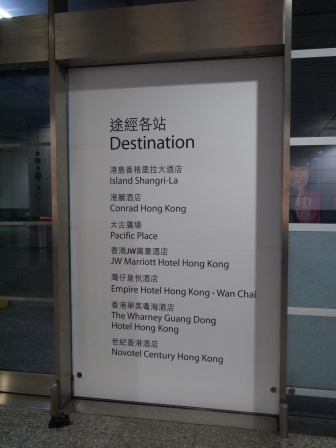 途經各站
Destination
港島香格里拉大酒店
Island Shangri-La
港麗酒店
Conrad Hong Kong
太古廣場
Pacific Place
香港JW萬豪酒店
JW Marriott Hotel Hong Kong
灣仔皇悅酒店
Empire Hotel Hong Kong · Wan Chai
香港華美粵海酒店
The Wharney Guang Dong
Hotel Hong Kong
世紀香港酒店
Novotel Century Hong Kong